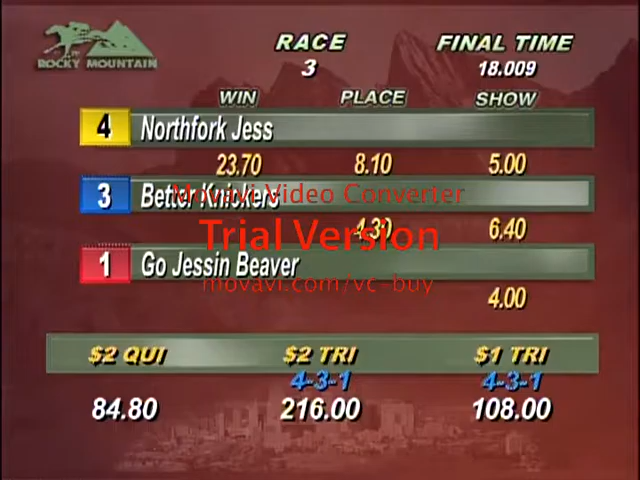 ROCKY MOUNTAIN
RACE
3
FINAL TIME
18.009
WIN PLACE SHOW
4 Northfork Jess
23.70 8.10 5.00
3 Better Knickers
Movavi Video Converter
4.30 6.40
Trial Version
1 Go Jessin Beaver
movavi.com/vc-buy
4.00
$2 QUI $2 TRI $1 TRI
4-3-1 4-3-1
84.80 216.00 108.00